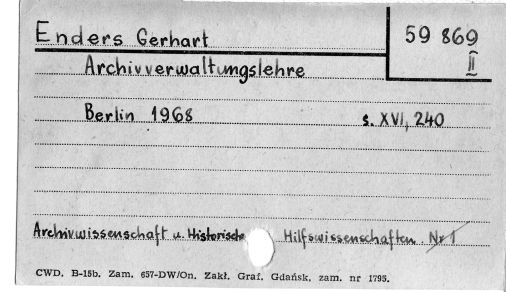 Enders Gerhart
59 869
II
Archivverwaltungslehre
Berlin 1968 s. XVI, 240
Archivwissenschaft u. Historische Hilfswissenschaften. Nr 1
CWD. B-15b. Zam. 657-DW/On. Zakł. Graf. Gdańsk, zam. nr 1795.